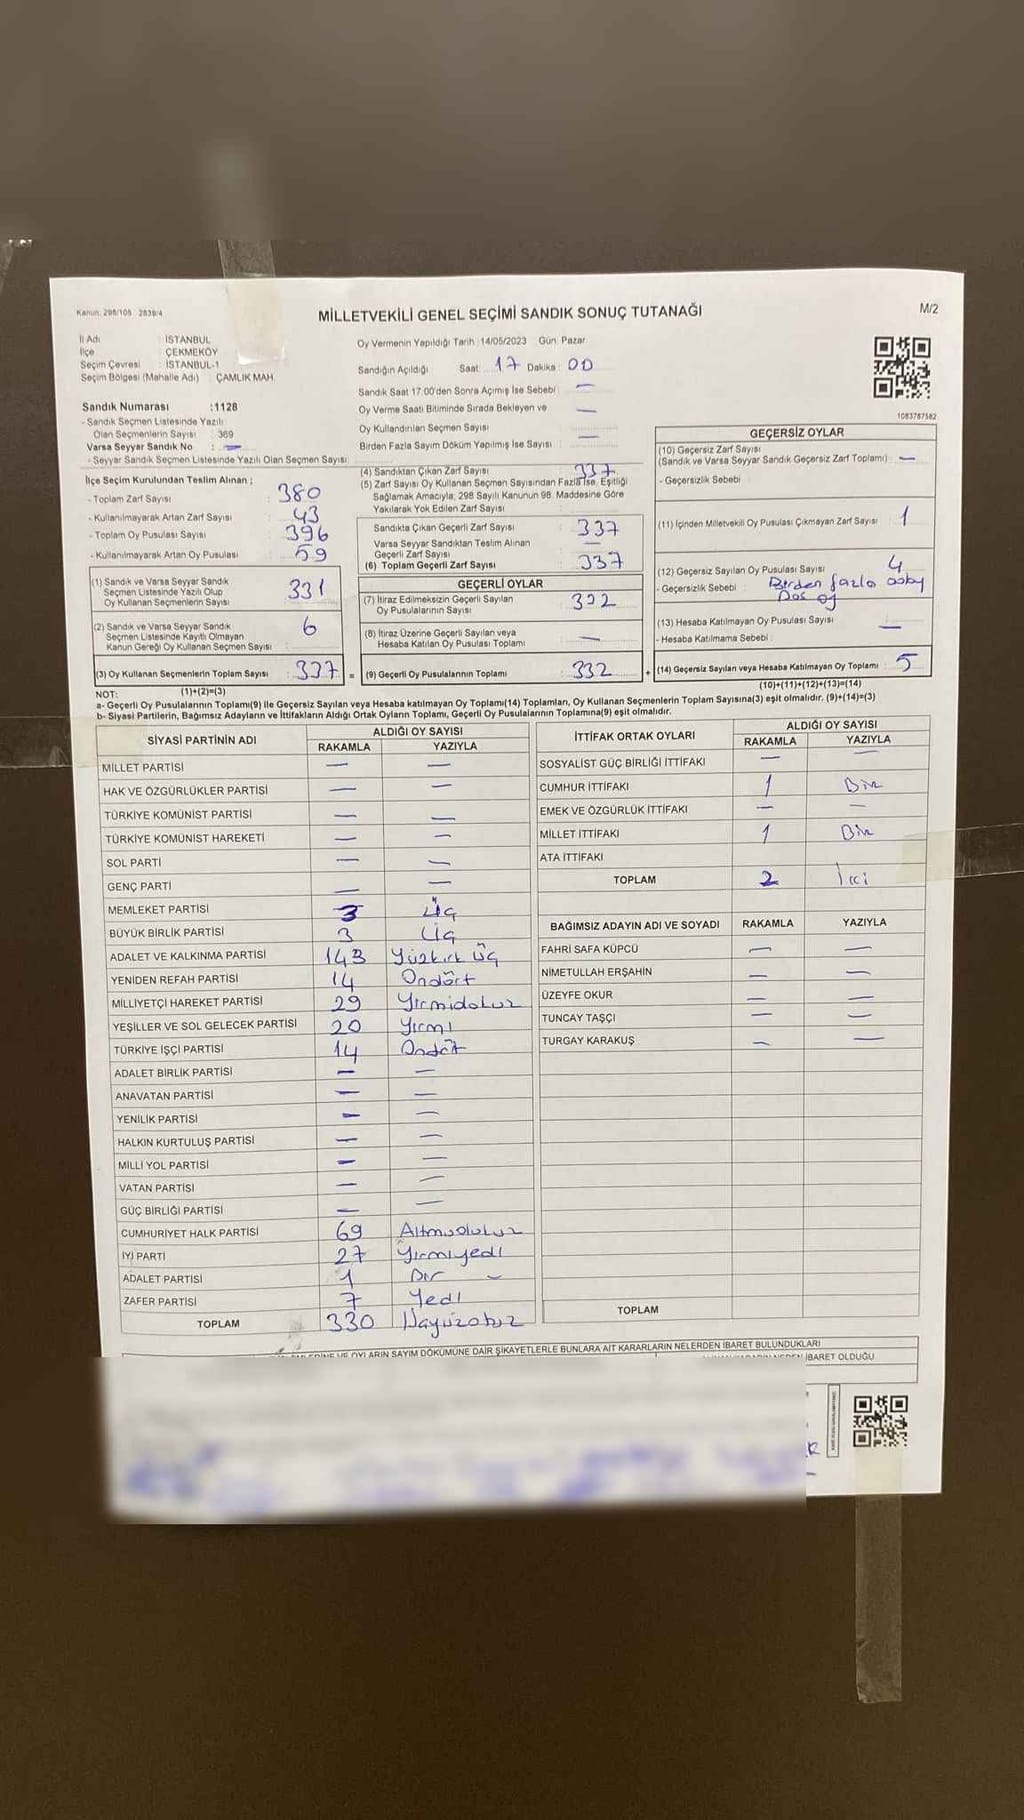 Kanun: 298/105 2839/4
MİLLETVEKİLİ GENEL SEÇİMİ SANDIK SONUÇ TUTANAĞI
M/2
İl Adı : İSTANBUL
İlçe : ÇEKMEKÖY
Seçim Çevresi : İSTANBUL-1
Seçim Bölgesi (Mahalle Adı) : ÇAMLIK MAH.
Sandık Numarası : 1128
- Sandık Seçmen Listesinde Yazılı
Olan Seçmenlerin Sayısı : 369
Varsa Seyyar Sandık No : —
- Seyyar Sandık Seçmen Listesinde Yazılı Olan Seçmen Sayısı:
İlçe Seçim Kurulundan Teslim Alınan ;
- Toplam Zarf Sayısı 380
- Kullanılmayarak Artan Zarf Sayısı 43
- Toplam Oy Pusulası Sayısı 396
- Kullanılmayarak Artan Oy Pusulası 59
(1) Sandık ve Varsa Seyyar Sandık
Seçmen Listesinde Yazılı Olup
Oy Kullanan Seçmenlerin Sayısı 331
(2) Sandık ve Varsa Seyyar Sandık
Seçmen Listesinde Kayıtlı Olmayan
Kanun Gereği Oy Kullanan Seçmen Sayısı : 6
(3) Oy Kullanan Seçmenlerin Toplam Sayısı : 337 =
(1)+(2)=(3)
Oy Vermenin Yapıldığı Tarih : 14/05/2023 Gün: Pazar
Sandığın Açıldığı Saat: 17 Dakika : 00
Sandık Saat 17:00'den Sonra Açımış İse Sebebi : —
Oy Verme Saati Bitiminde Sırada Bekleyen ve —
Oy Kullandırılan Seçmen Sayısı
Birden Fazla Sayım Döküm Yapılmış İse Sayısı : —
(4) Sandıktan Çıkan Zarf Sayısı 337
(5) Zarf Sayısı Oy Kullanan Seçmen Sayısından Fazla İse, Eşitliği
Sağlamak Amacıyla, 298 Sayılı Kanunun 98. Maddesine Göre
Yakılarak Yok Edilen Zarf Sayısı
Sandıkta Çıkan Geçerli Zarf Sayısı 337
Varsa Seyyar Sandıktan Teslim Alınan
Geçerli Zarf Sayısı —
(6) Toplam Geçerli Zarf Sayısı : 337
GEÇERLİ OYLAR
(7) İtiraz Edilmeksizin Geçerli Sayılan
Oy Pusulalarının Sayısı : 332
(8) İtiraz Üzerine Geçerli Sayılan veya
Hesaba Katılan Oy Pusulası Toplamı : —
(9) Geçerli Oy Pusulalarının Toplamı : 332 +
1083787582
GEÇERSİZ OYLAR
(10) Geçersiz Zarf Sayısı
(Sandık ve Varsa Seyyar Sandık Geçersiz Zarf Toplamı) : —
- Geçersizlik Sebebi :
(11) İçinden Milletvekili Oy Pusulası Çıkmayan Zarf Sayısı : 1
(12) Geçersiz Sayılan Oy Pusulası Sayısı 4
- Geçersizlik Sebebi : Birden fazla
(13) Hesaba Katılmayan Oy Pusulası Sayısı : —
- Hesaba Katılmama Sebebi :
(14) Geçersiz Sayılan veya Hesaba Katılmayan Oy Toplamı : 5
(10)+(11)+(12)+(13)=(14)
NOT:
a- Geçerli Oy Pusulalarının Toplamı(9) ile Geçersiz Sayılan veya Hesaba katılmayan Oy Toplamı(14) Toplamları, Oy Kullanan Seçmenlerin Toplam Sayısına(3) eşit olmalıdır. (9)+(14)=(3)
b- Siyasi Partilerin, Bağımsız Adayların ve İttifakların Aldığı Ortak Oyların Toplamı, Geçerli Oy Pusulalarının Toplamına(9) eşit olmalıdır.
SİYASİ PARTİNİN ADI
ALDIĞI OY SAYISI
RAKAMLA YAZIYLA
MİLLET PARTİSİ — —
HAK VE ÖZGÜRLÜKLER PARTİSİ — —
TÜRKİYE KOMÜNİST PARTİSİ — —
TÜRKİYE KOMÜNİST HAREKETİ — —
SOL PARTİ — —
GENÇ PARTİ — —
MEMLEKET PARTİSİ 3 Üç
BÜYÜK BİRLİK PARTİSİ 3 Üç
ADALET VE KALKINMA PARTİSİ 143 Yüzkırk üç
YENİDEN REFAH PARTİSİ 14 Ondört
MİLLİYETÇİ HAREKET PARTİSİ 29 Yirmidokuz
YEŞİLLER VE SOL GELECEK PARTİSİ 20 Yirmi
TÜRKİYE İŞÇİ PARTİSİ 14 Ondört
ADALET BİRLİK PARTİSİ — —
ANAVATAN PARTİSİ — —
YENİLİK PARTİSİ — —
HALKIN KURTULUŞ PARTİSİ — —
MİLLİ YOL PARTİSİ — —
VATAN PARTİSİ — —
GÜÇ BİRLİĞİ PARTİSİ — —
CUMHURİYET HALK PARTİSİ 69 Altmışdokuz
İYİ PARTİ 27 Yirmiyedi
ADALET PARTİSİ 1 Bir
ZAFER PARTİSİ 7 Yedi
TOPLAM 330 Üçyüzotuz
İTTİFAK ORTAK OYLARI
ALDIĞI OY SAYISI
RAKAMLA YAZIYLA
SOSYALİST GÜÇ BİRLİĞİ İTTİFAKI — —
CUMHUR İTTİFAKI 1 Bir
EMEK VE ÖZGÜRLÜK İTTİFAKI — —
MİLLET İTTİFAKI 1 Bir
ATA İTTİFAKI
TOPLAM 2 İki
BAĞIMSIZ ADAYIN ADI VE SOYADI RAKAMLA YAZIYLA
FAHRİ SAFA KÜPCÜ — —
NİMETULLAH ERŞAHİN — —
ÜZEYFE OKUR — —
TUNCAY TAŞÇI — —
TURGAY KARAKUŞ — —
TOPLAM
OYLARIN SAYIM DÖKÜMÜNE DAİR ŞİKAYETLERLE BUNLARA AİT KARARLARIN NELERDEN İBARET BULUNDUKLARI
İBARET OLDUĞU